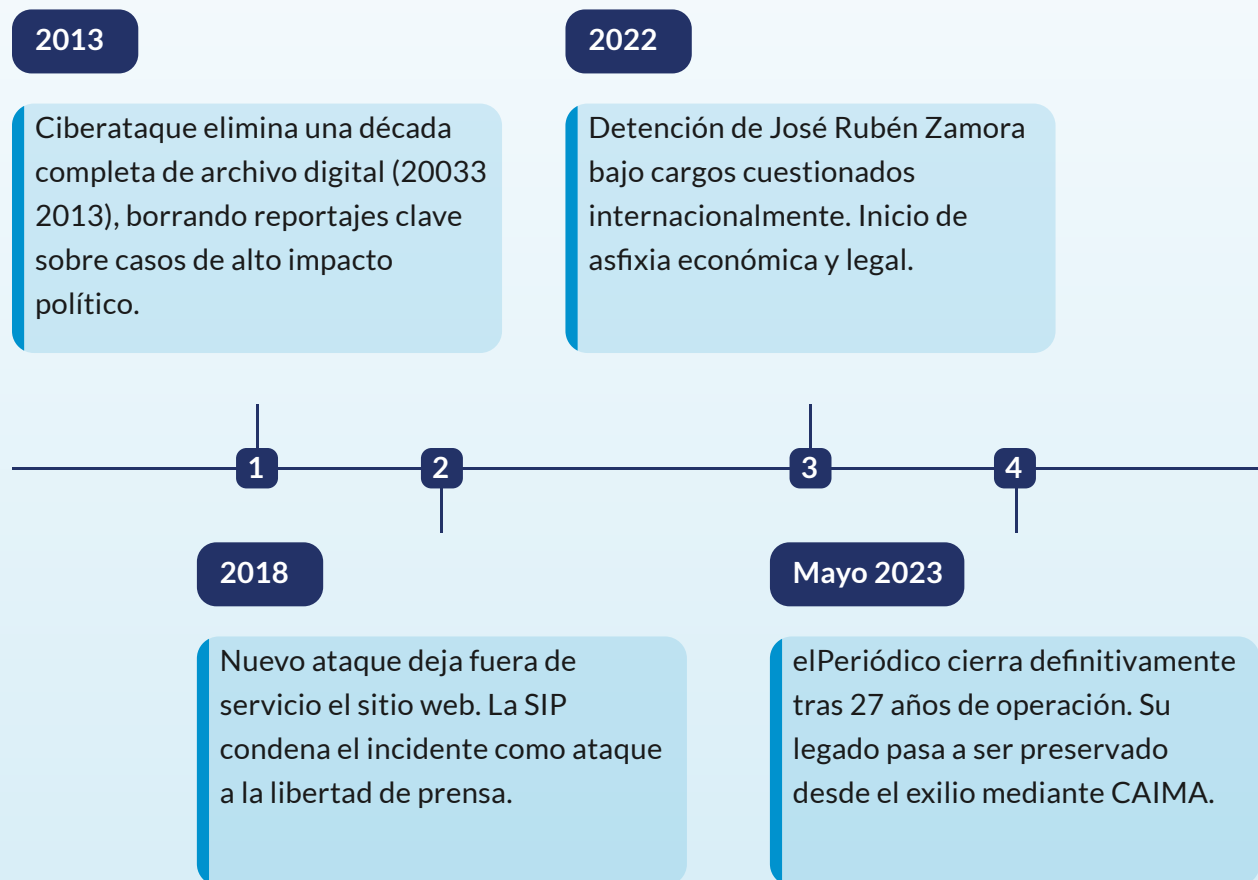 2013
Ciberataque elimina una década
completa de archivo digital (20033
2013), borrando reportajes clave
sobre casos de alto impacto
político.
2022
Detención de José Rubén Zamora
bajo cargos cuestionados
internacionalmente. Inicio de
asfixia económica y legal.
1
2
3
4
2018
Nuevo ataque deja fuera de
servicio el sitio web. La SIP
condena el incidente como ataque
a la libertad de prensa.
Mayo 2023
elPeriódico cierra definitivamente
tras 27 años de operación. Su
legado pasa a ser preservado
desde el exilio mediante CAIMA.